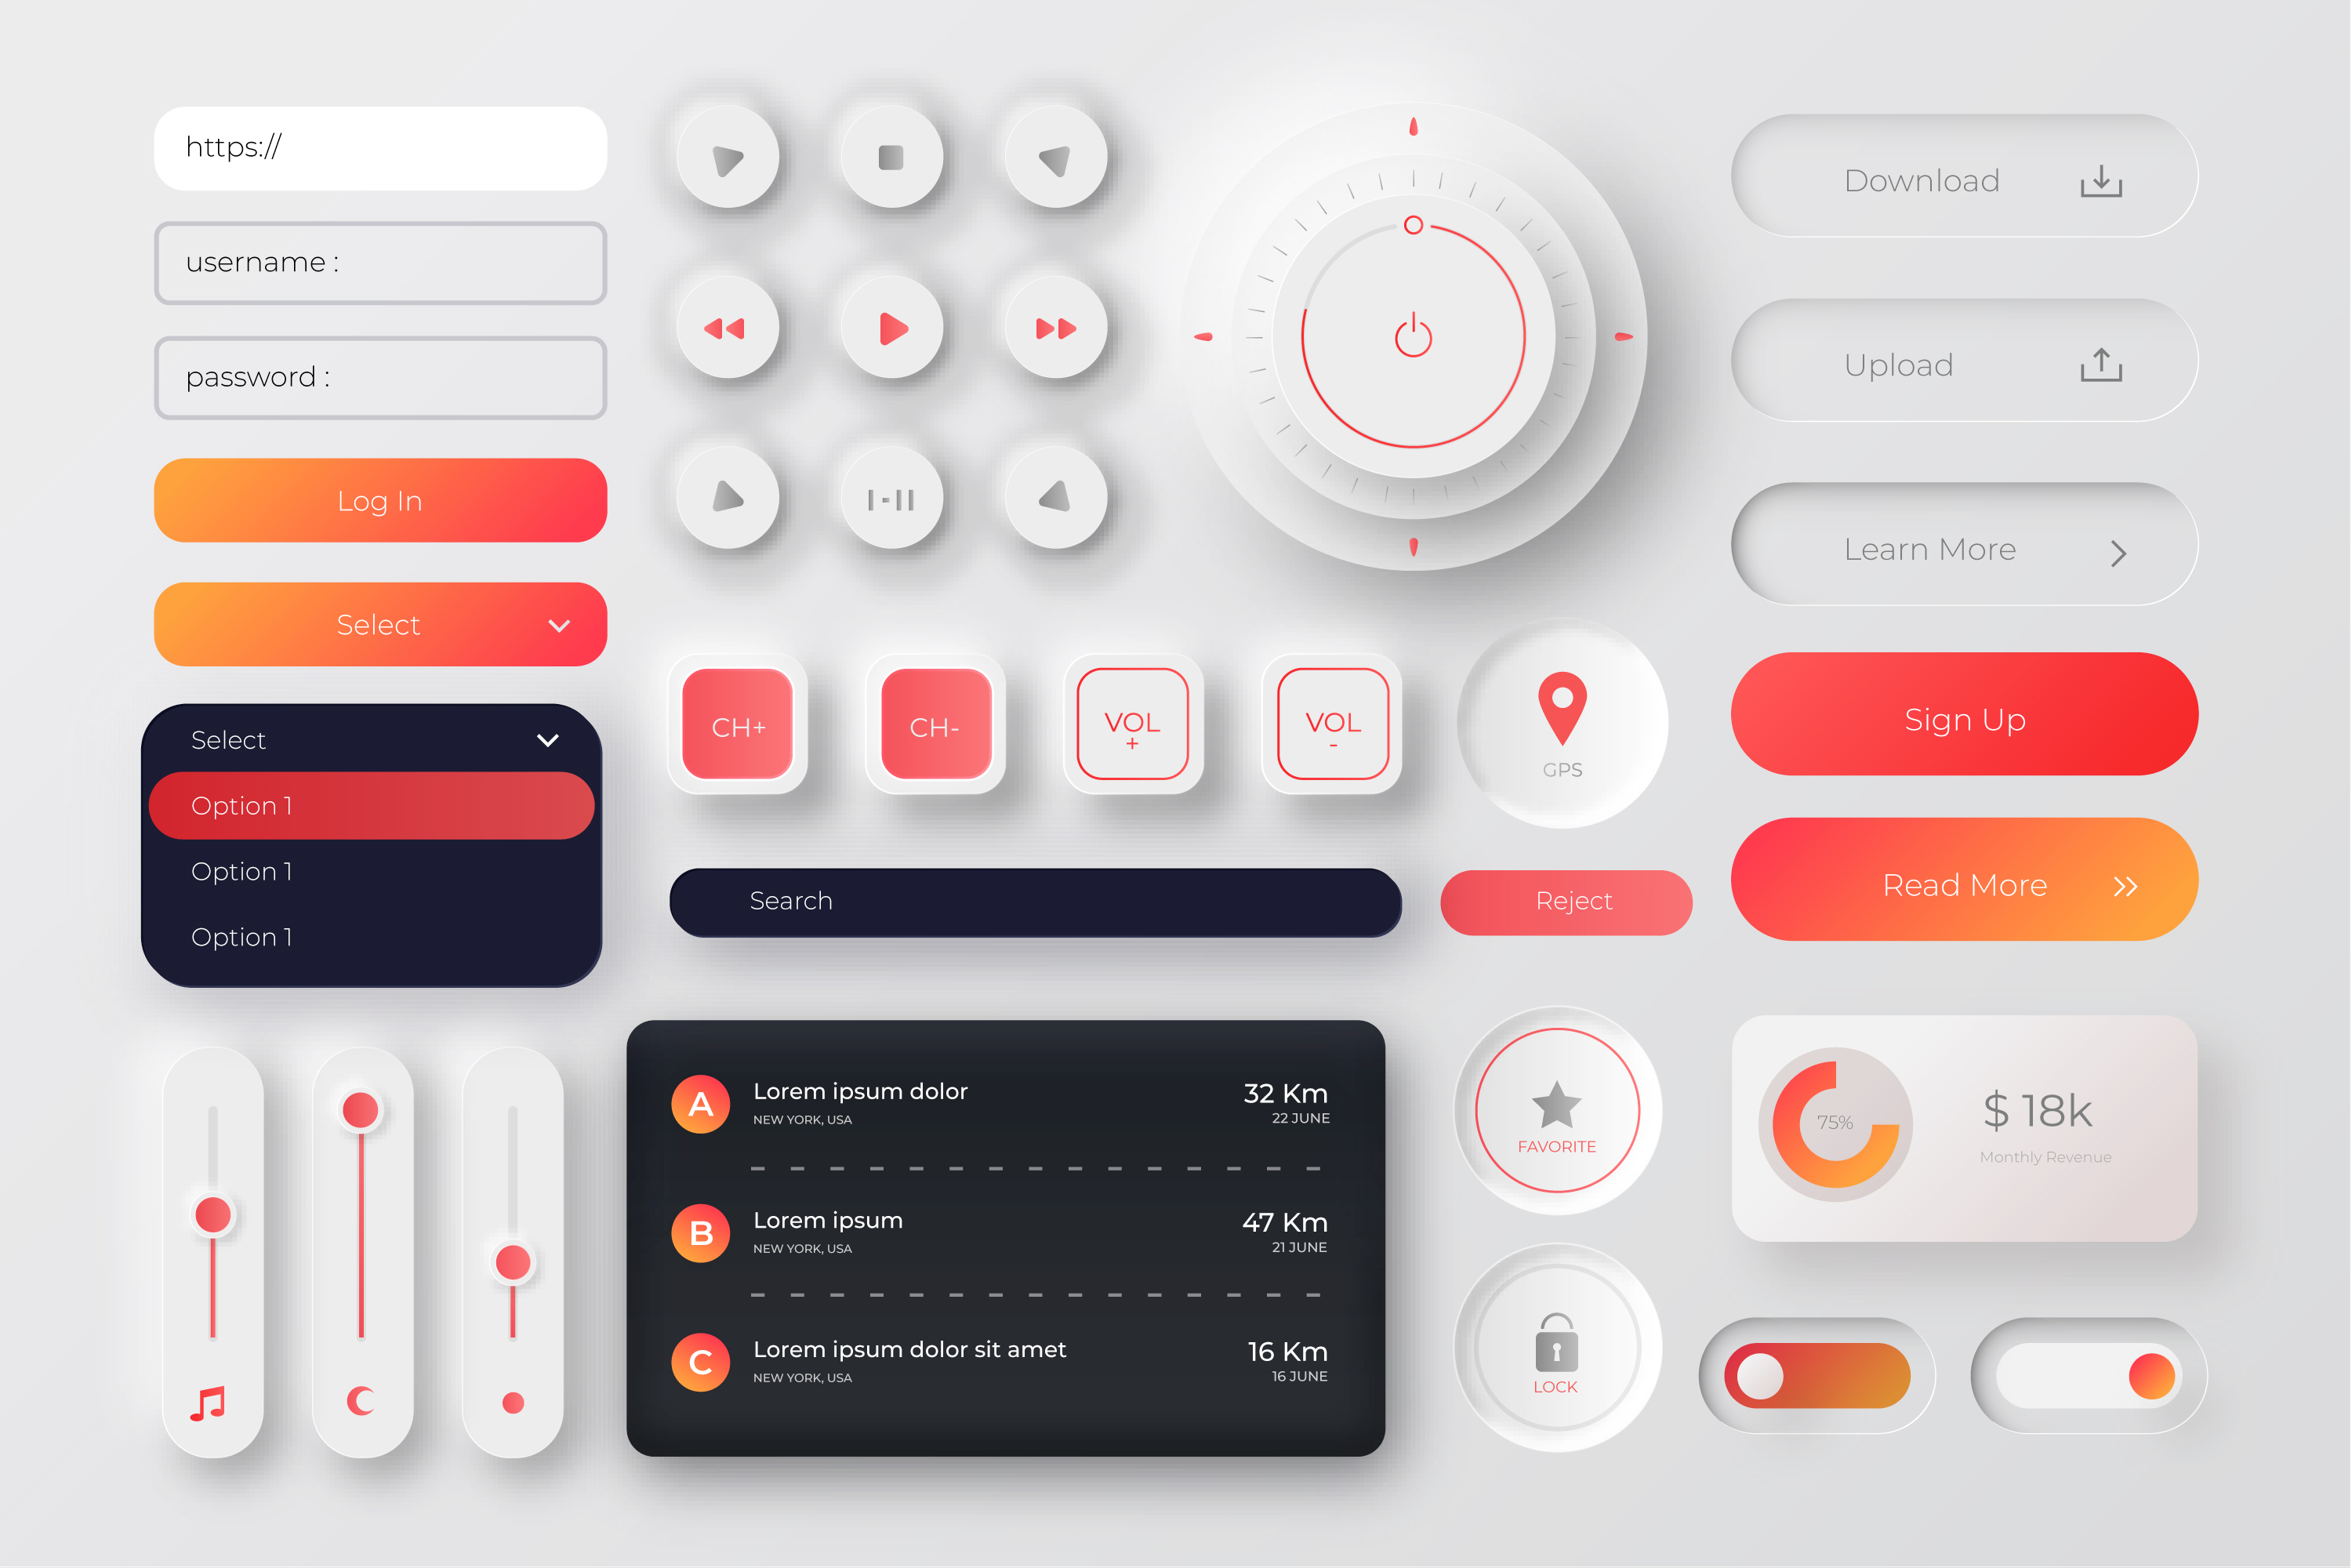 https://
username :
password :
Log In
Select
Select
Option 1
Option 1
Option 1
CH+
CH-
VOL
+
VOL
-
GPS
Search
Reject
Download
Upload
Learn More
Sign Up
Read More
A
Lorem ipsum dolor
NEW YORK, USA
32 Km
22 JUNE
B
Lorem ipsum
NEW YORK, USA
47 Km
21 JUNE
C
Lorem ipsum dolor sit amet
NEW YORK, USA
16 Km
16 JUNE
FAVORITE
LOCK
75%
$ 18k
Monthly Revenue